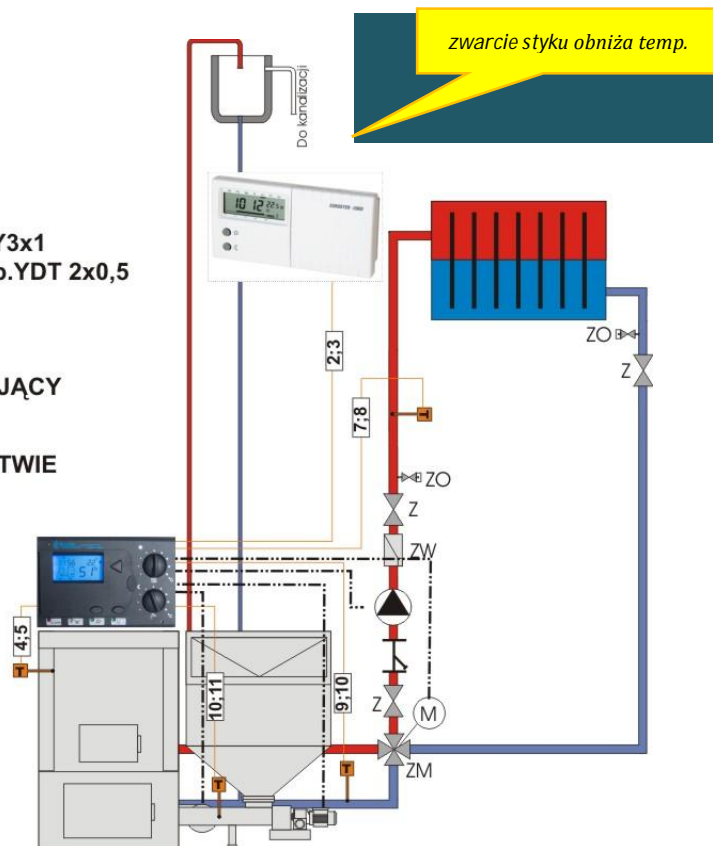 zwarcie styku obniża temp.
Do kanalizacji
Y3x1
p.YDT 2x0,5
JĄCY
TWIE
10 12
2;3
7;8
ZO
Z
ZO
Z
ZW
4;5
10;11
9;10
Z
M
ZM
T
T
T
T